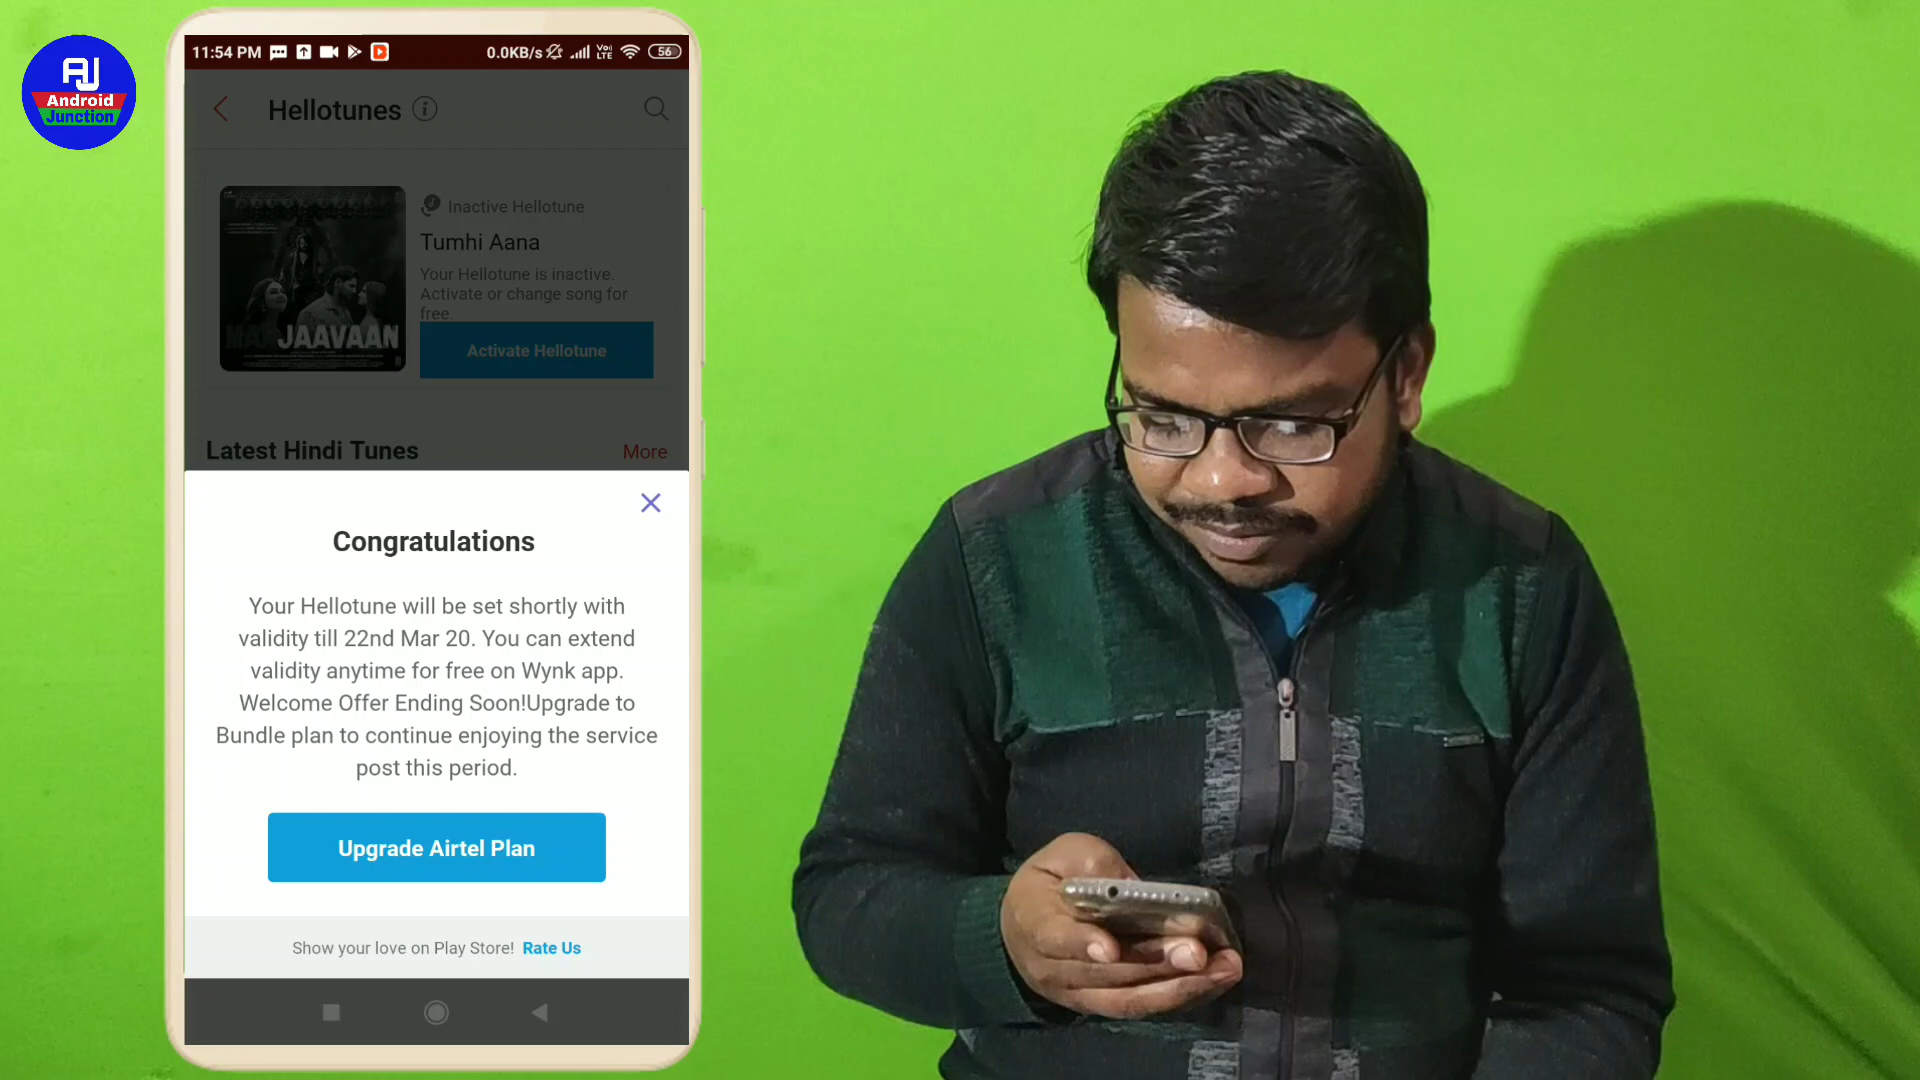 AJ
Android
Junction
11:54 PM
0.0KB/s
Vo)
LTE
56
Hellotunes
Inactive Hellotune
Tumhi Aana
Your Hellotune is inactive.
Activate or change song for
free.
MARJAAVAAN
Activate Hellotune
Latest Hindi Tunes
More
Congratulations
Your Hellotune will be set shortly with
validity till 22nd Mar 20. You can extend
validity anytime for free on Wynk app.
Welcome Offer Ending Soon!Upgrade to
Bundle plan to continue enjoying the service
post this period.
Upgrade Airtel Plan
Show your love on Play Store! Rate Us